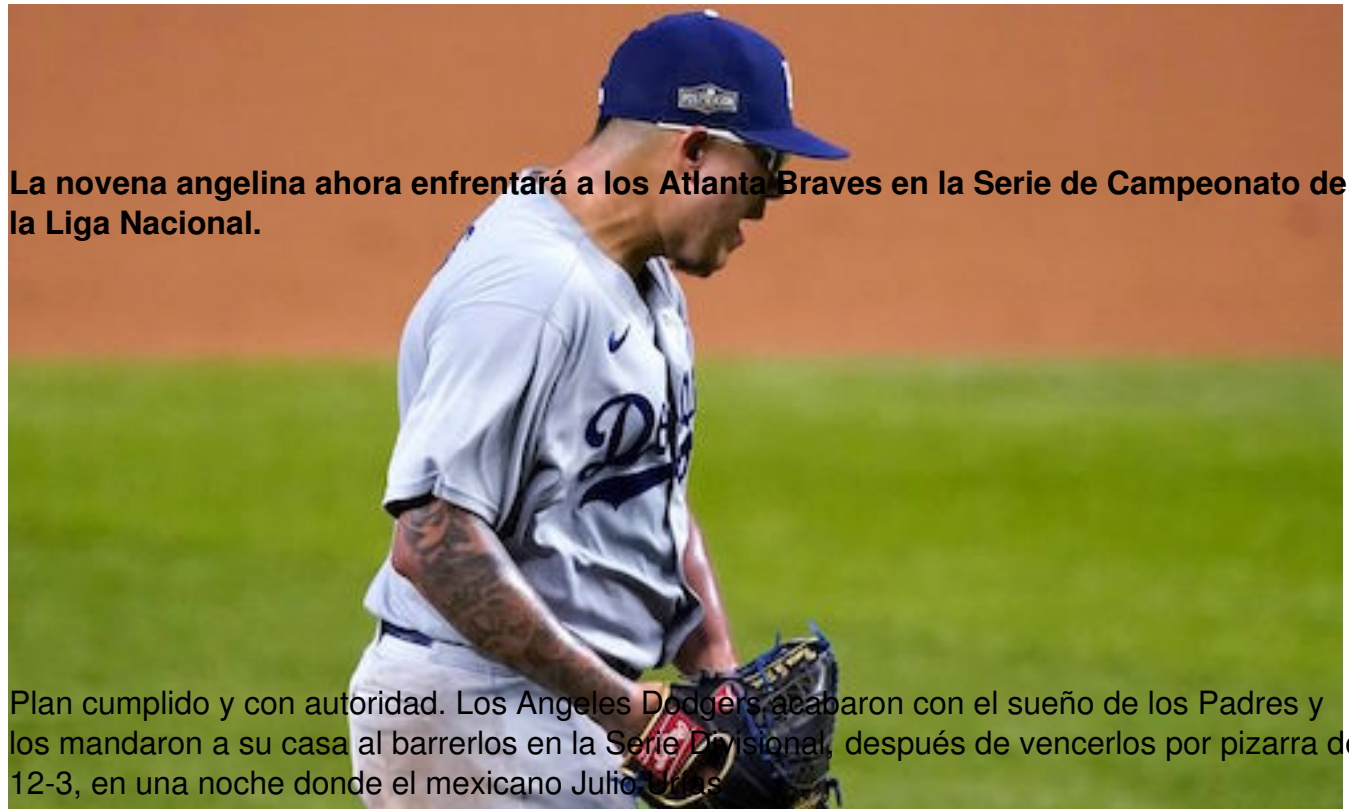 La novena angelina ahora enfrentará a los Atlanta Braves en la Serie de Campeonato de
la Liga Nacional.
Dodgers
Plan cumplido y con autoridad. Los Angeles Dodgers acabaron con el sueño de los Padres y
los mandaron a su casa al barrerlos en la Serie Divisional, después de vencerlos por pizarra de
12-3, en una noche donde el mexicano Julio Urías